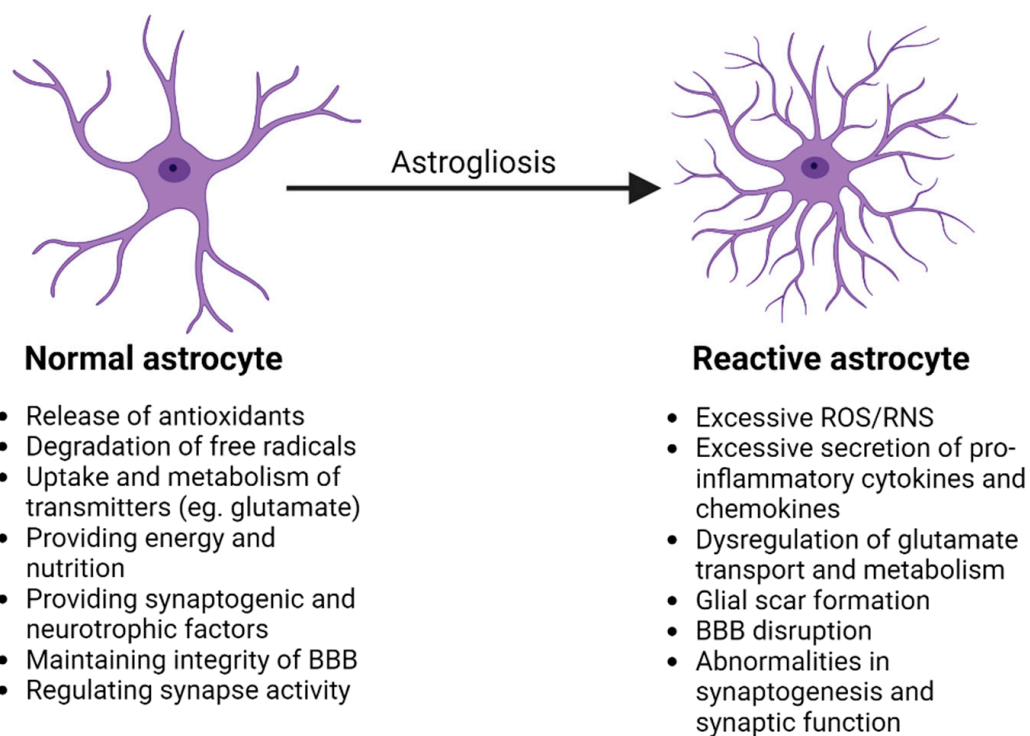 Astrogliosis
Normal astrocyte
• Release of antioxidants
• Degradation of free radicals
• Uptake and metabolism of
transmitters (eg. glutamate)
• Providing energy and
nutrition
• Providing synaptogenic and
neurotrophic factors
• Maintaining integrity of BBB
• Regulating synapse activity
Reactive astrocyte
• Excessive ROS/RNS
• Excessive secretion of pro-
inflammatory cytokines and
chemokines
• Dysregulation of glutamate
transport and metabolism
• Glial scar formation
• BBB disruption
• Abnormalities in
synaptogenesis and
synaptic function